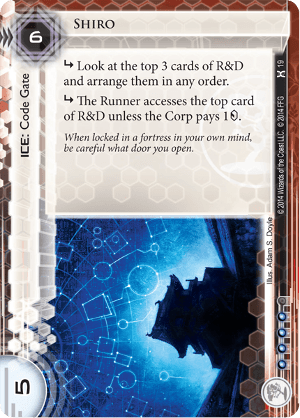 Shiro
6
ICE: Code Gate
↳ Look at the top 3 cards of R&D
and arrange them in any order.
↳ The Runner accesses the top card
of R&D unless the Corp pays 1
When locked in a fortress in your own mind,
be careful what door you open.
19
© 2014 Wizards of the Coast LLC. © 2014 FFG
Illus. Adam S. Doyle
5